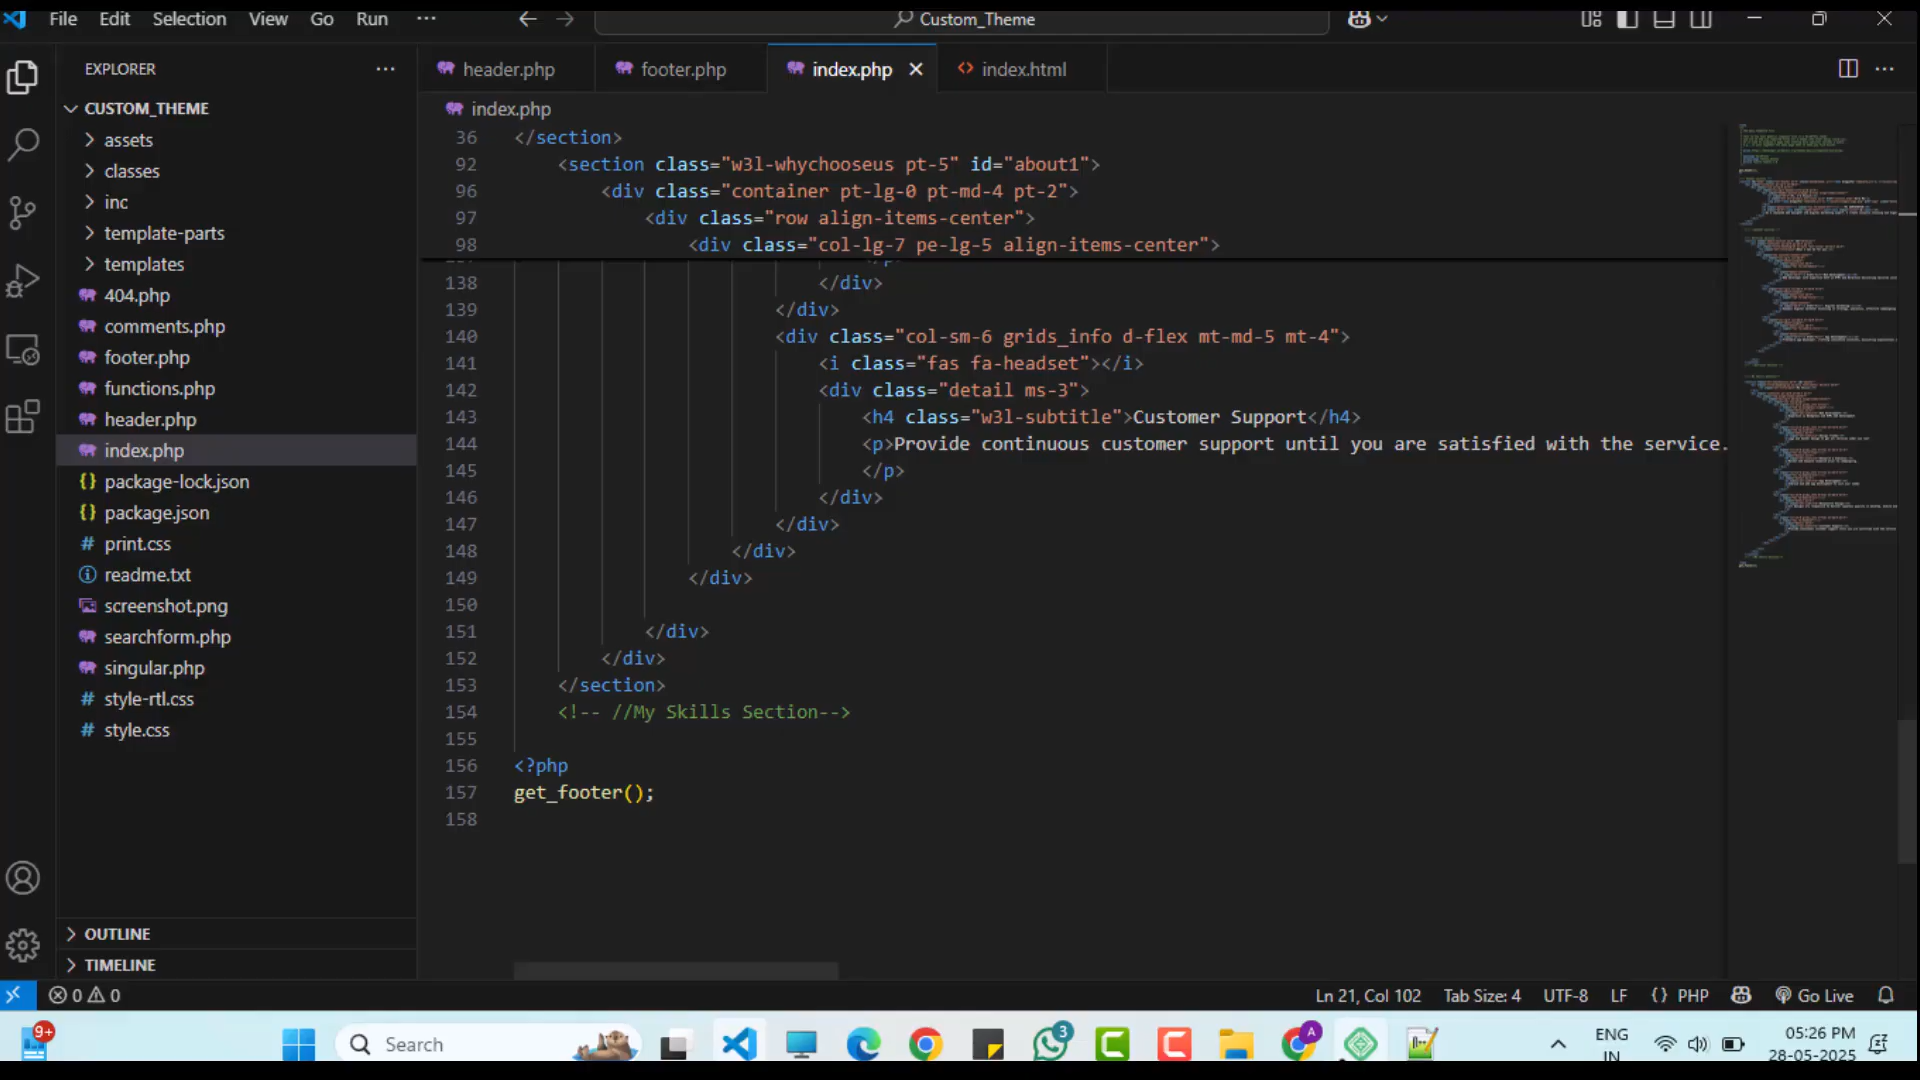 File Edit Selection View Go Run ··· Custom_Theme
EXPLORER ···
CUSTOM_THEME
assets
classes
inc
template-parts
templates
404.php
comments.php
footer.php
functions.php
header.php
index.php
package-lock.json
package.json
print.css
readme.txt
screenshot.png
searchform.php
singular.php
style-rtl.css
style.css
OUTLINE
TIMELINE
header.php footer.php index.php index.html
index.php
36 </section>
92 <section class="w3l-whychooseus pt-5" id="about1">
96 <div class="container pt-lg-0 pt-md-4 pt-2">
97 <div class="row align-items-center">
98 <div class="col-lg-7 pe-lg-5 align-items-center">
138 </div>
139 </div>
140 <div class="col-sm-6 grids_info d-flex mt-md-5 mt-4">
141 <i class="fas fa-headset"></i>
142 <div class="detail ms-3">
143 <h4 class="w3l-subtitle">Customer Support</h4>
144 <p>Provide continuous customer support until you are satisfied with the service.
145 </p>
146 </div>
147 </div>
148 </div>
149 </div>
150
151 </div>
152 </div>
153 </section>
154 <!-- //My Skills Section-->
155
156 <?php
157 get_footer();
158
0 0 Ln 21, Col 102 Tab Size: 4 UTF-8 LF {} PHP Go Live
9+ Search 3 A ENG IN 05:26 PM 28-05-2025